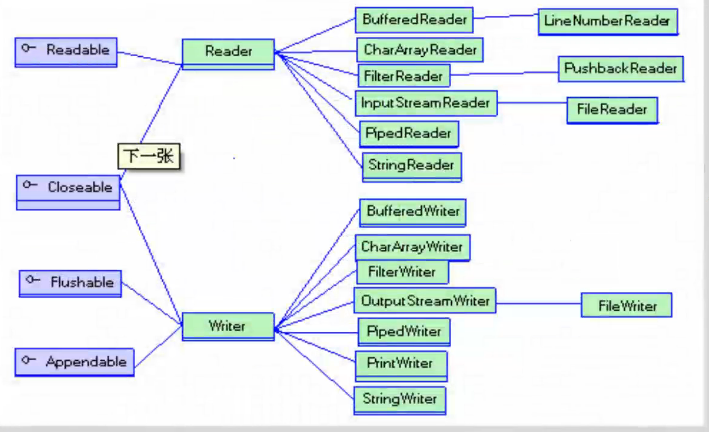 BufferedReader
LineNumberReader
Readable
Reader
CharArrayReader
FilterReader
PushbackReader
InputStreamReader
FileReader
PipedReader
下一张
StringReader
Closeable
BufferedWriter
CharArrayWriter
FilterWriter
Flushable
OutputStreamWriter
FileWriter
Writer
PipedWriter
Appendable
PrintWriter
StringWriter